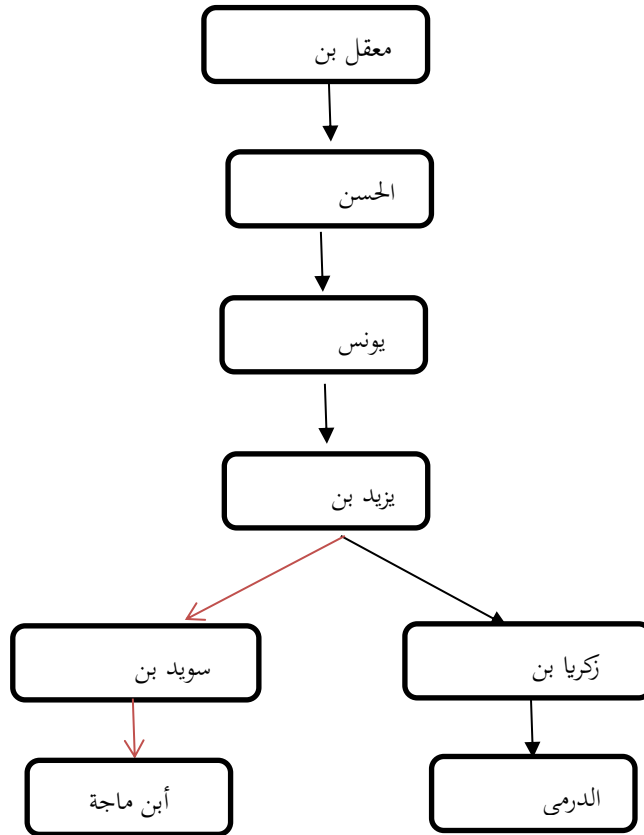 معقل بن
الحسن
يونس
يزيد بن
زكريا بن
سويد بن
الدرمى
أبن ماجة